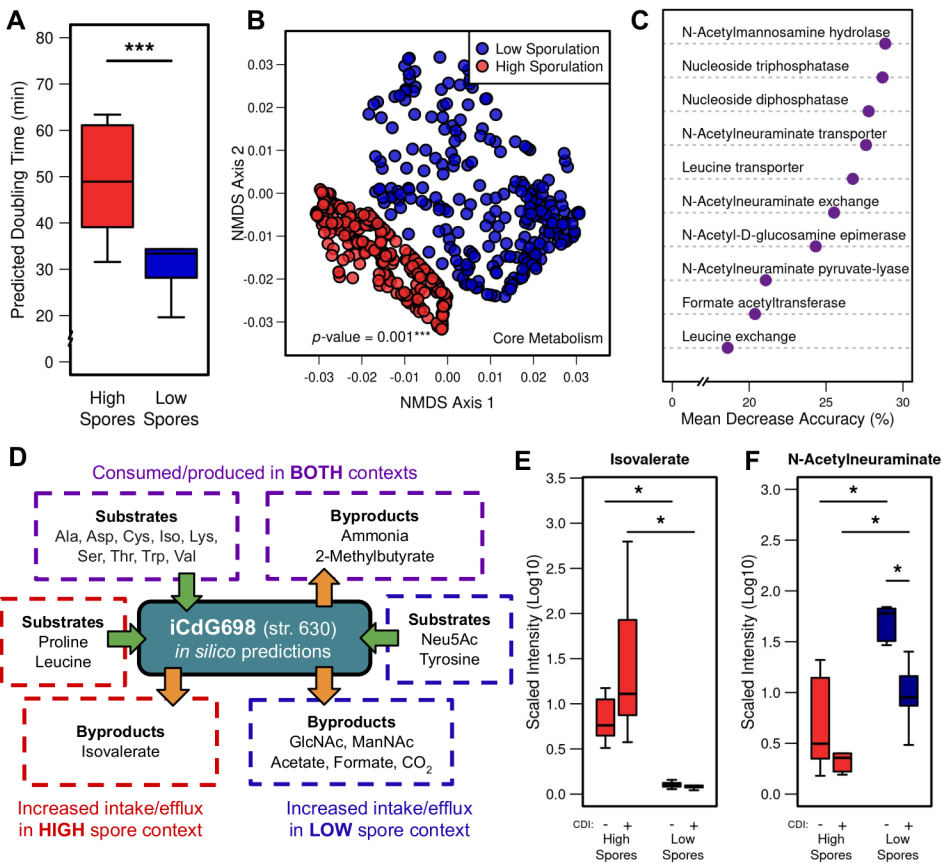 A
Predicted Doubling Time (min)
80
70
60
50
40
30
20
0
***
High
Spores
Low
Spores
B
NMDS Axis 2
0.03
0.02
0.01
0.00
-0.01
-0.02
-0.03
Low Sporulation
High Sporulation
p-value = 0.001***
Core Metabolism
-0.03
-0.02
-0.01
0.00
0.01
0.02
0.03
NMDS Axis 1
C
N-Acetylmannosamine hydrolase
Nucleoside triphosphatase
Nucleoside diphosphatase
N-Acetylneuraminate transporter
Leucine transporter
N-Acetylneuraminate exchange
N-Acetyl-D-glucosamine epimerase
N-Acetylneuraminate pyruvate-lyase
Formate acetyltransferase
Leucine exchange
0
20
25
30
Mean Decrease Accuracy (%)
D
Consumed/produced in BOTH contexts
Substrates
Ala, Asp, Cys, Iso, Lys,
Ser, Thr, Trp, Val
Byproducts
Ammonia
2-Methylbutyrate
Substrates
Proline
Leucine
iCdG698 (str. 630)
in silico predictions
Substrates
Neu5Ac
Tyrosine
Byproducts
Isovalerate
Byproducts
GlcNAc, ManNAc
Acetate, Formate, CO2
Increased intake/efflux
in HIGH spore context
Increased intake/efflux
in LOW spore context
E
Isovalerate
Scaled Intensity (Log10)
3.5
3.0
2.5
2.0
1.5
1.0
0.5
0.0
*
*
CDI: - + - +
High
Spores
Low
Spores
F
N-Acetylneuraminate
Scaled Intensity (Log10)
3.0
2.5
2.0
1.5
1.0
0.5
0.0
*
*
*
CDI: - + - +
High
Spores
Low
Spores